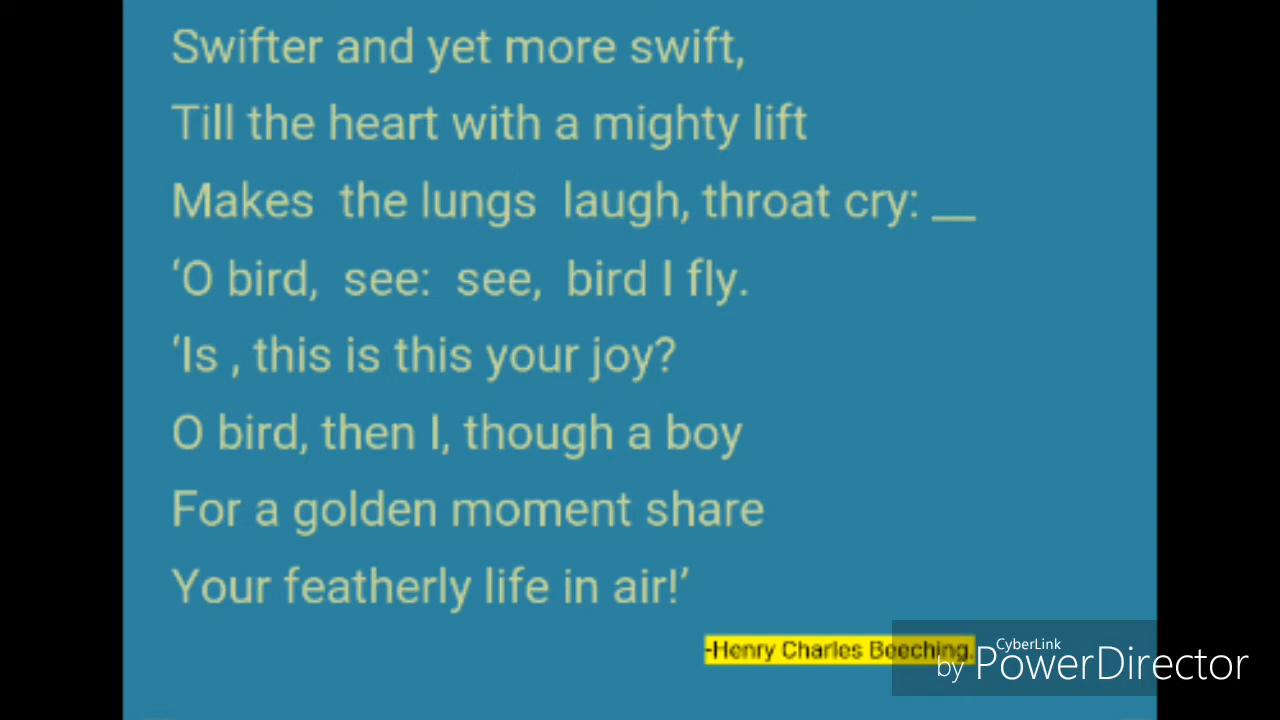 Swifter and yet more swift,
Till the heart with a mighty lift
Makes the lungs laugh, throat cry: __
‘O bird, see: see, bird I fly.
‘Is , this is this your joy?
O bird, then I, though a boy
For a golden moment share
Your featherly life in air!’
-Henry Charles Beeching.
CyberLink
by PowerDirector